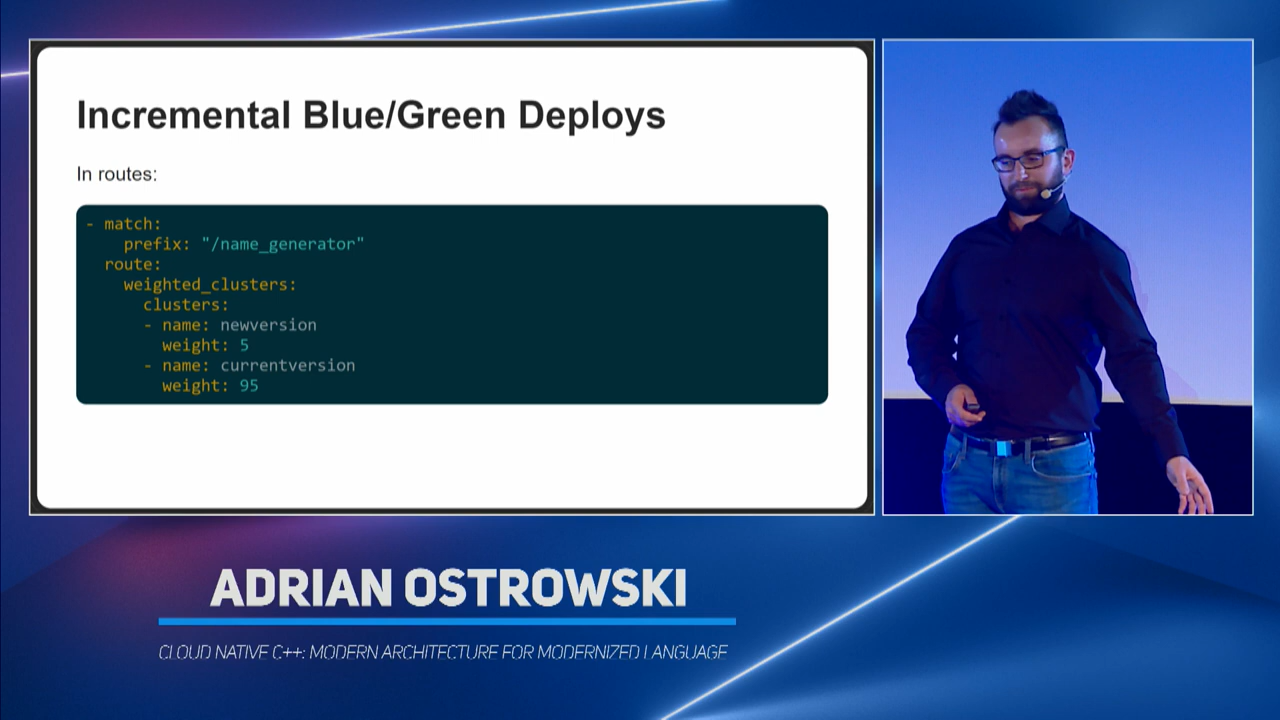 Incremental Blue/Green Deploys
In routes:
- match:
    prefix: "/name_generator"
  route:
    weighted_clusters:
      clusters:
      - name: newversion
        weight: 5
      - name: currentversion
        weight: 95
ADRIAN OSTROWSKI
CLOUD NATIVE C++: MODERN ARCHITECTURE FOR MODERNIZED LANGUAGE